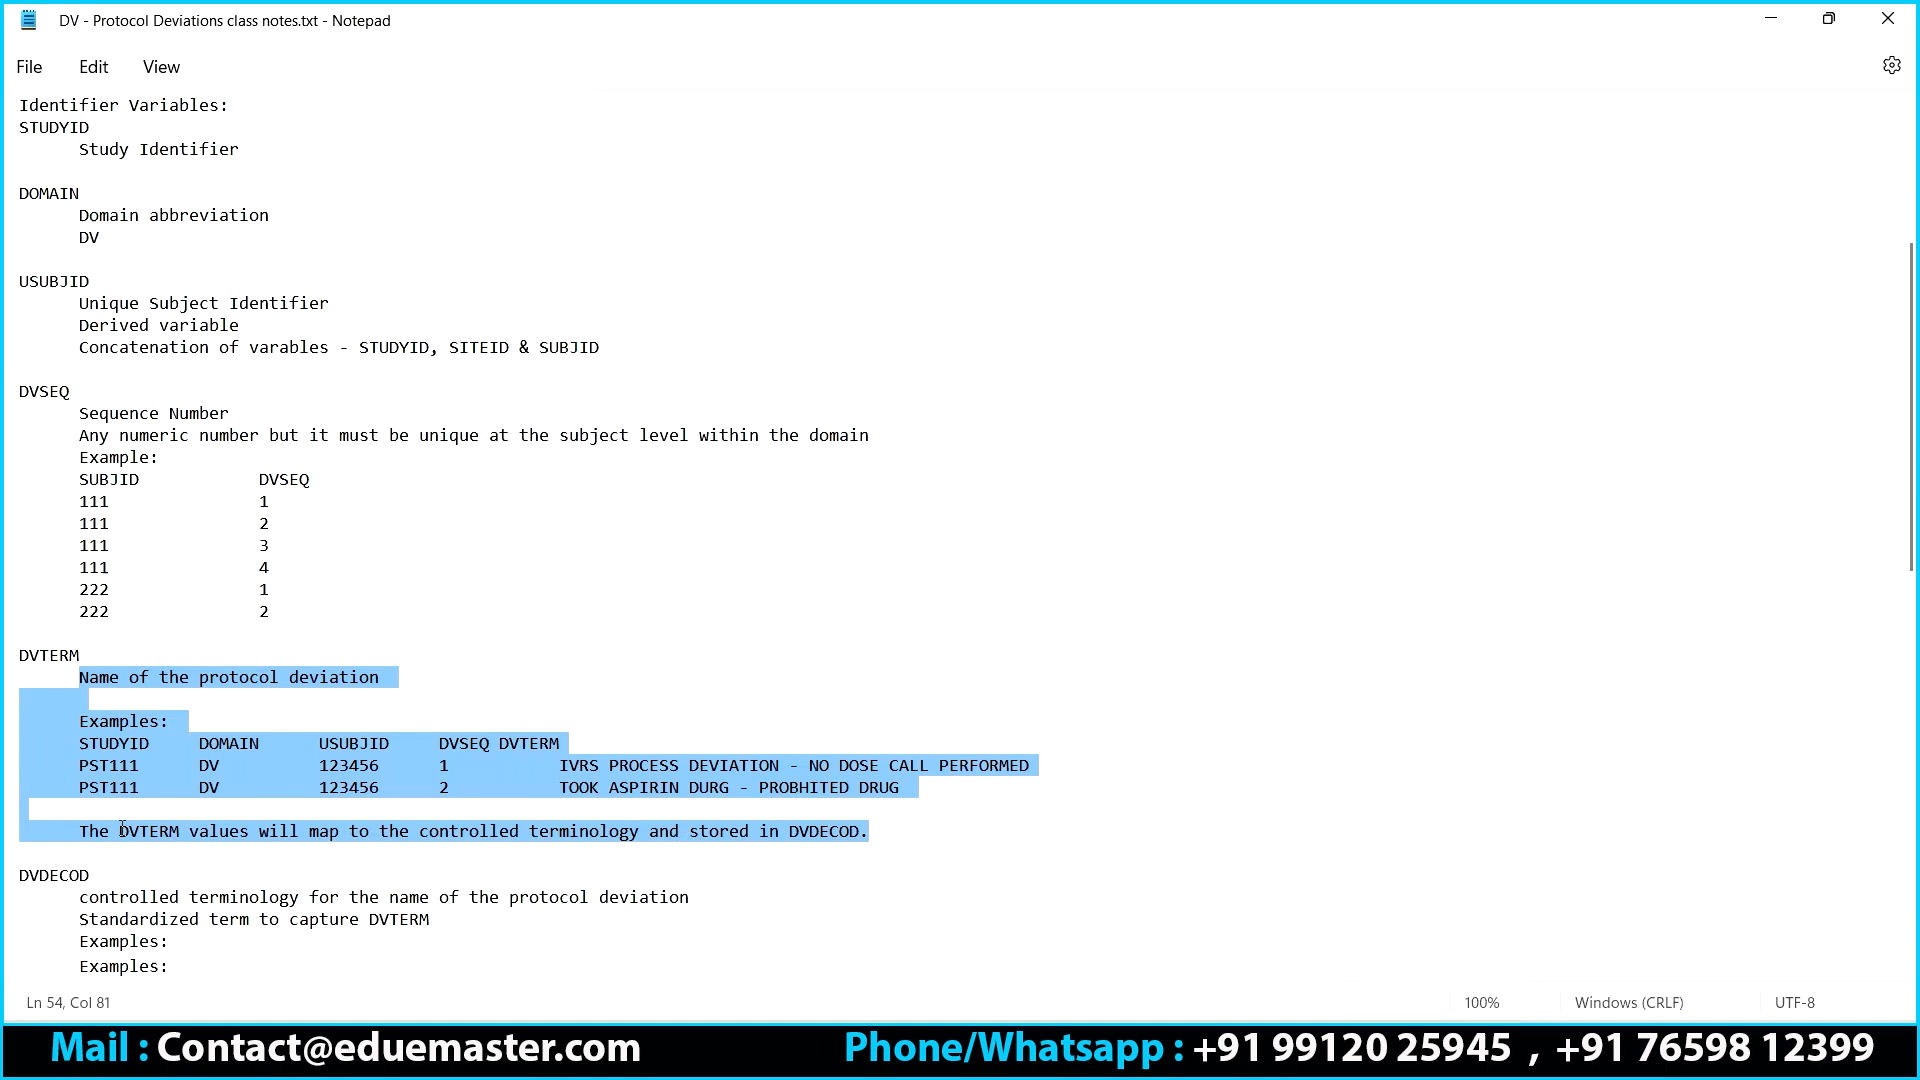 DV - Protocol Deviations class notes.txt - Notepad
File Edit View
Identifier Variables:
STUDYID
Study Identifier
DOMAIN
Domain abbreviation
DV
USUBJID
Unique Subject Identifier
Derived variable
Concatenation of varables - STUDYID, SITEID & SUBJID
DVSEQ
Sequence Number
Any numeric number but it must be unique at the subject level within the domain
Example:
SUBJID DVSEQ
111 1
111 2
111 3
111 4
222 1
222 2
DVTERM
Name of the protocol deviation
Examples:
STUDYID DOMAIN USUBJID DVSEQ DVTERM
PST111 DV 123456 1 IVRS PROCESS DEVIATION - NO DOSE CALL PERFORMED
PST111 DV 123456 2 TOOK ASPIRIN DURG - PROBHITED DRUG
The DVTERM values will map to the controlled terminology and stored in DVDECOD.
DVDECOD
controlled terminology for the name of the protocol deviation
Standardized term to capture DVTERM
Examples:
Examples:
Ln 54, Col 81 100% Windows (CRLF) UTF-8
Mail : Contact@eduemaster.com Phone/Whatsapp : +91 99120 25945 , +91 76598 12399